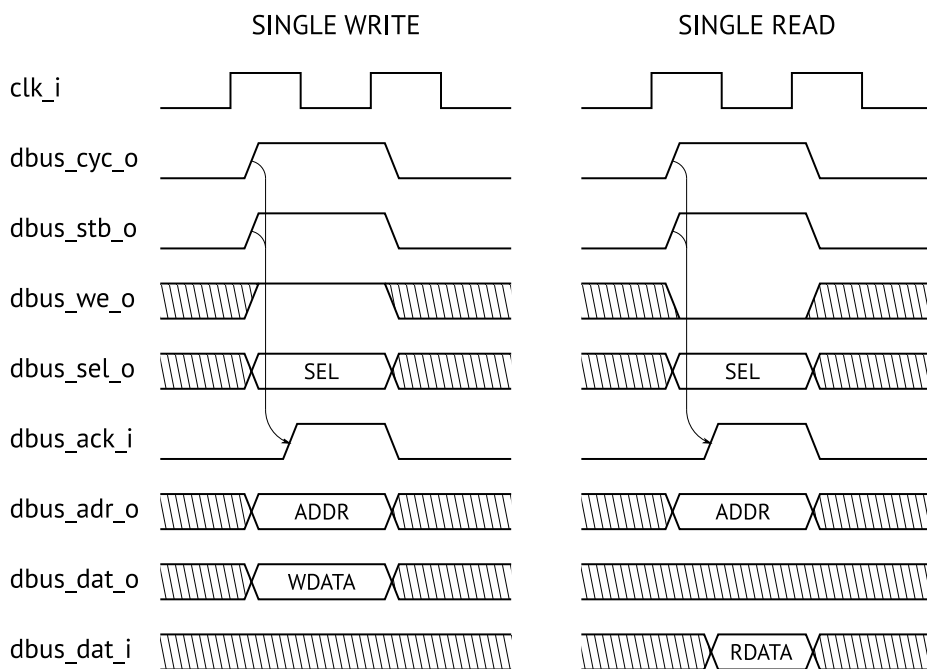 SINGLE WRITE SINGLE READ
clk_i
dbus_cyc_o
dbus_stb_o
dbus_we_o
dbus_sel_o SEL SEL
dbus_ack_i
dbus_adr_o ADDR ADDR
dbus_dat_o WDATA
dbus_dat_i RDATA